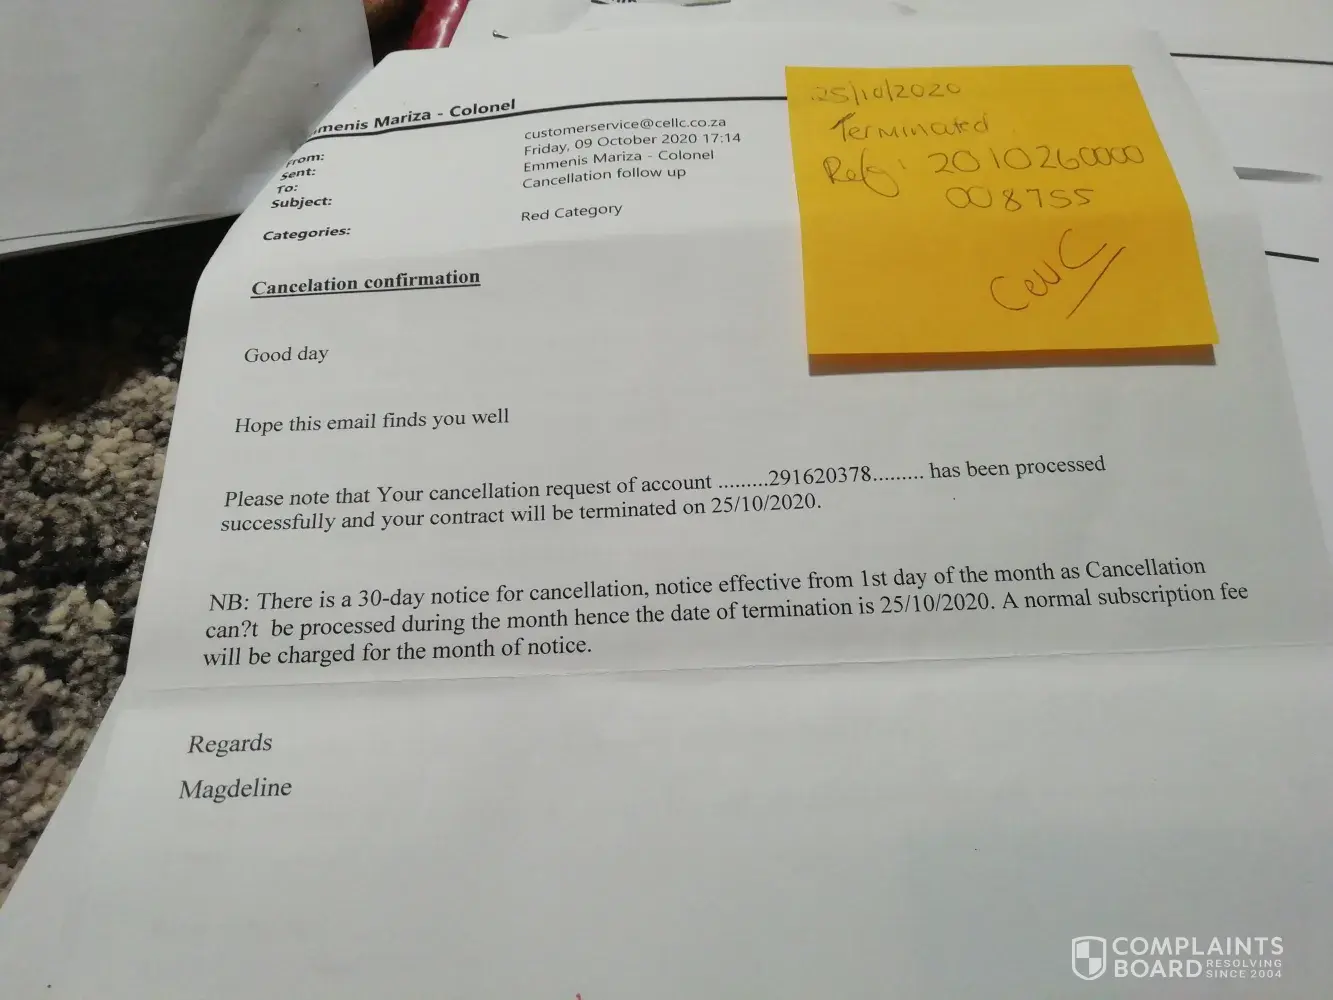 mmenis Mariza - Colonel
From: customerservice@cellc.co.za
Sent: Friday, 09 October 2020 17:14
To: Emmenis Mariza - Colonel
Subject: Cancellation follow up
Categories: Red Category
Cancelation confirmation
Good day
Hope this email finds you well
Please note that Your cancellation request of account .........291620378......... has been processed
successfully and your contract will be terminated on 25/10/2020.
NB: There is a 30-day notice for cancellation, notice effective from 1st day of the month as Cancellation
can?t be processed during the month hence the date of termination is 25/10/2020. A normal subscription fee
will be charged for the month of notice.
Regards
Magdeline
25/10/2020
Terminated
Ref: 2010260000
008755
Cell C
COMPLAINTS
BOARD RESOLVING
SINCE 2004